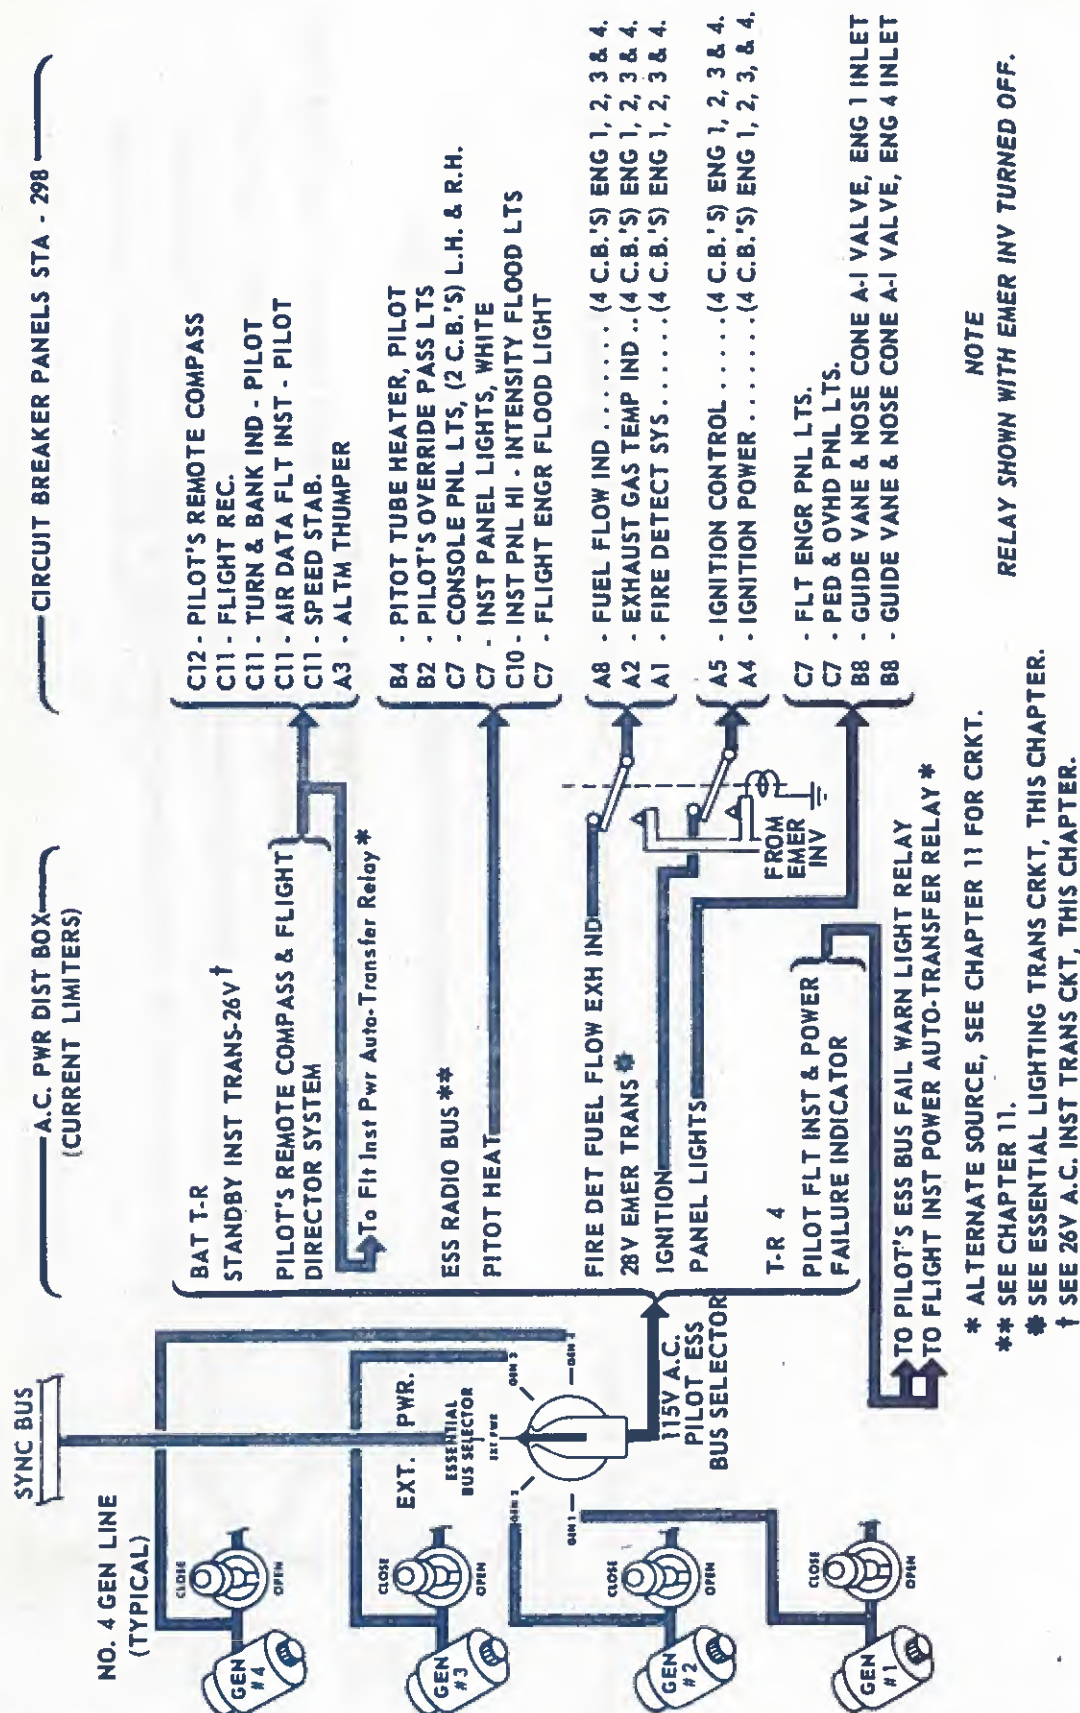 SYNC BUS
NO. 4 GEN LINE
(TYPICAL)
GEN
#4
CLOSE
OPEN
GEN
#3
CLOSE
OPEN
GEN
#2
CLOSE
OPEN
GEN
#1
CLOSE
OPEN
EXT. PWR.
ESSENTIAL
BUS SELECTOR
EXT PWR
GEN 3
GEN 2
GEN 1
115V A.C.
PILOT ESS
BUS SELECTOR
A.C. PWR DIST BOX
(CURRENT LIMITERS)
BAT T-R
STANDBY INST TRANS-26V †
PILOT'S REMOTE COMPASS & FLIGHT
DIRECTOR SYSTEM
To Flt Inst Pwr Auto-Transfer Relay *
ESS RADIO BUS **
PITOT HEAT
FIRE DET FUEL FLOW EXH IND
28V EMER TRANS ✱
IGNITION
PANEL LIGHTS
T-R 4
PILOT FLT INST & POWER
FAILURE INDICATOR
TO PILOT'S ESS BUS FAIL WARN LIGHT RELAY
TO FLIGHT INST POWER AUTO-TRANSFER RELAY *
FROM
EMER
INV
CIRCUIT BREAKER PANELS STA - 298
C12 - PILOT'S REMOTE COMPASS
C11 - FLIGHT REC.
C11 - TURN & BANK IND - PILOT
C11 - AIR DATA FLT INST - PILOT
C11 - SPEED STAB.
A3 - ALTM THUMPER
B4 - PITOT TUBE HEATER, PILOT
B2 - PILOT'S OVERRIDE PASS LTS
C7 - CONSOLE PNL LTS, (2 C.B.'S) L.H. & R.H.
C7 - INST PANEL LIGHTS, WHITE
C10 - INST PNL HI - INTENSITY FLOOD LTS
C7 - FLIGHT ENGR FLOOD LIGHT
A8 - FUEL FLOW IND ....... (4 C.B.'S) ENG 1, 2, 3 & 4.
A2 - EXHAUST GAS TEMP IND ..(4 C.B.'S) ENG 1, 2, 3 & 4.
A1 - FIRE DETECT SYS......(4 C.B.'S) ENG 1, 2, 3 & 4.
A5 - IGNITION CONTROL .....(4 C.B.'S) ENG 1, 2, 3 & 4.
A4 - IGNITION POWER.......(4 C.B.'S) ENG 1, 2, 3, & 4.
C7 - FLT ENGR PNL LTS.
C7 - PED & OVHD PNL LTS.
B8 - GUIDE VANE & NOSE CONE A-I VALVE, ENG 1 INLET
B8 - GUIDE VANE & NOSE CONE A-I VALVE, ENG 4 INLET
NOTE
RELAY SHOWN WITH EMER INV TURNED OFF.
* ALTERNATE SOURCE, SEE CHAPTER 11 FOR CRKT.
** SEE CHAPTER 11.
✱ SEE ESSENTIAL LIGHTING TRANS CRKT, THIS CHAPTER.
† SEE 26V A.C. INST TRANS CKT, THIS CHAPTER.